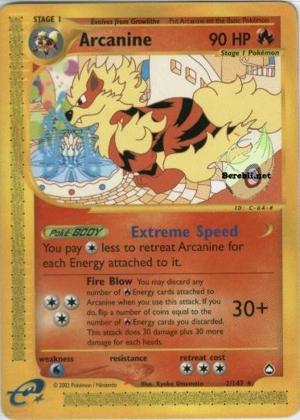 STAGE 1
Evolves from Growlithe
Put Arcanine on the Basic Pokémon
Arcanine
90 HP
Stage 1 Pokémon
Serebii.net
ID: C-64-#
Poké-BODY
Extreme Speed
You pay less to retreat Arcanine for
each Energy attached to it.
Fire Blow You may discard any
number of Energy cards attached to
Arcanine when you use this attack. If you
do, flip a number of coins equal to the
number of Energy cards you discarded.
This attack does 30 damage plus 30 more
damage for each heads.
30+
weakness
resistance
retreat cost
e
© 2002 Pokémon / Nintendo
Illus. Kyoko Umemoto
2/147